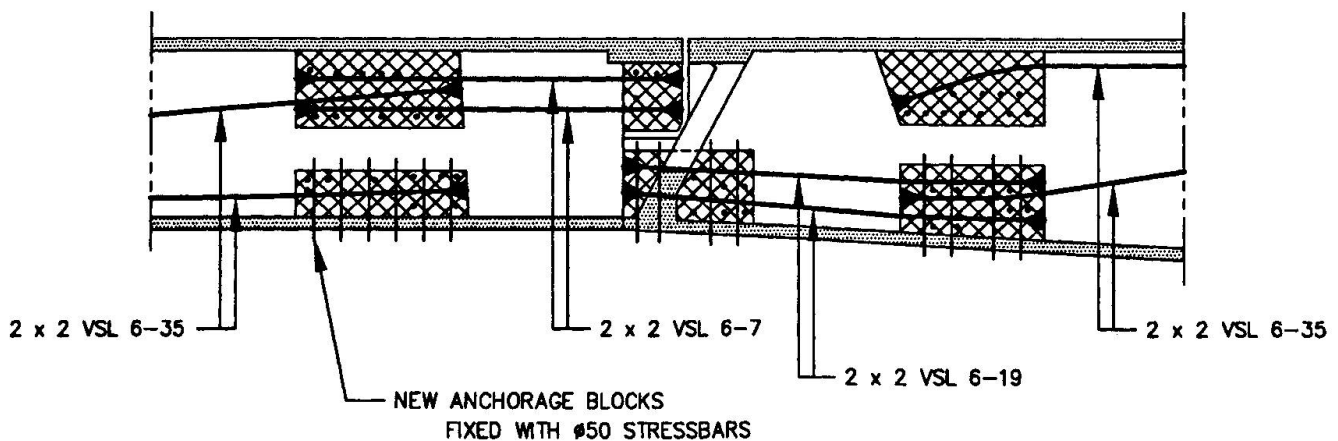 2 x 2 VSL 6-35
2 x 2 VSL 6-7
2 x 2 VSL 6-35
2 x 2 VSL 6-19
NEW ANCHORAGE BLOCKS
FIXED WITH ø50 STRESSBARS